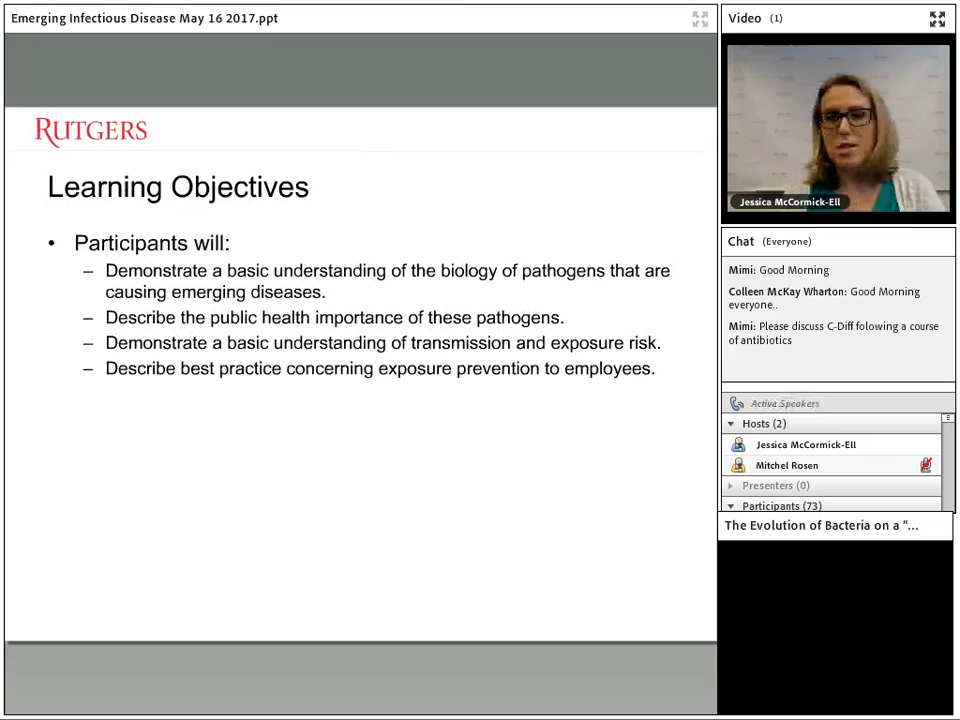 Emerging Infectious Disease May 16 2017.ppt
RUTGERS
Learning Objectives
• Participants will:
– Demonstrate a basic understanding of the biology of pathogens that are
causing emerging diseases.
– Describe the public health importance of these pathogens.
– Demonstrate a basic understanding of transmission and exposure risk.
– Describe best practice concerning exposure prevention to employees.
Video (1)
Jessica McCormick-Ell
Chat (Everyone)
Mimi: Good Morning
Colleen McKay Wharton: Good Morning
everyone..
Mimi: Please discuss C-Diff folowing a course
of antibiotics
Active Speakers
Hosts (2)
Jessica McCormick-Ell
Mitchel Rosen
Presenters (0)
Participants (73)
The Evolution of Bacteria on a “...